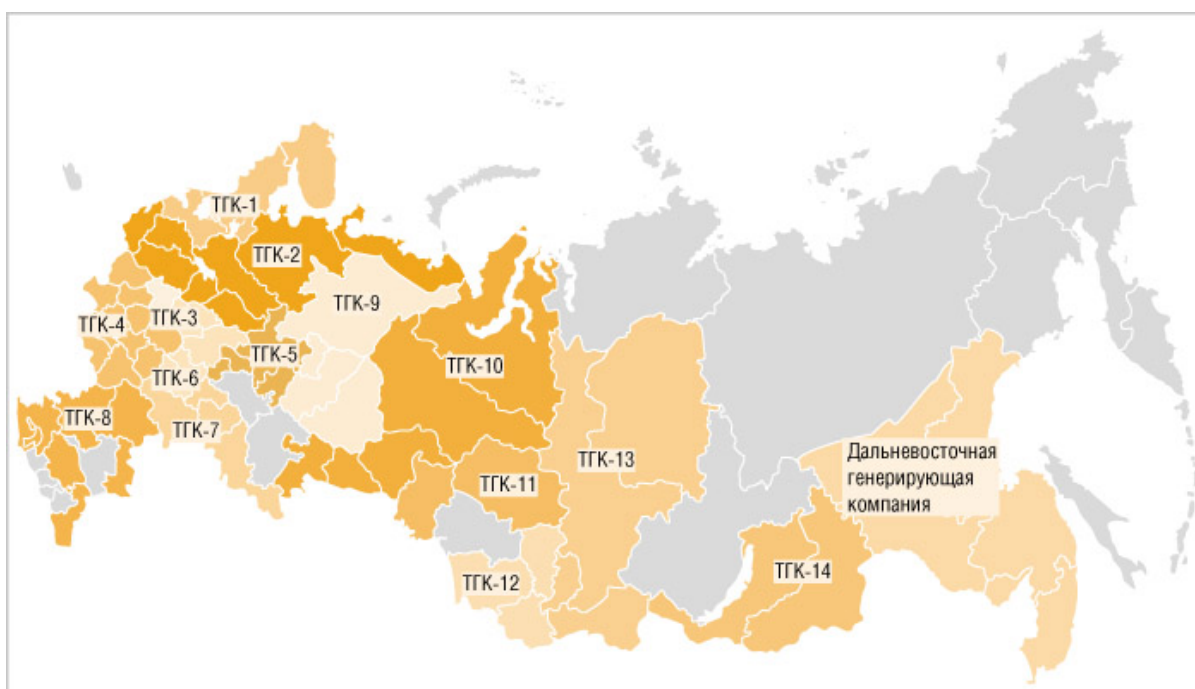 ТГК-1
ТГК-2
ТГК-9
ТГК-3
ТГК-4
ТГК-5
ТГК-10
ТГК-6
ТГК-8
ТГК-7
ТГК-13
Дальневосточная
генерирующая
компания
ТГК-11
ТГК-12
ТГК-14